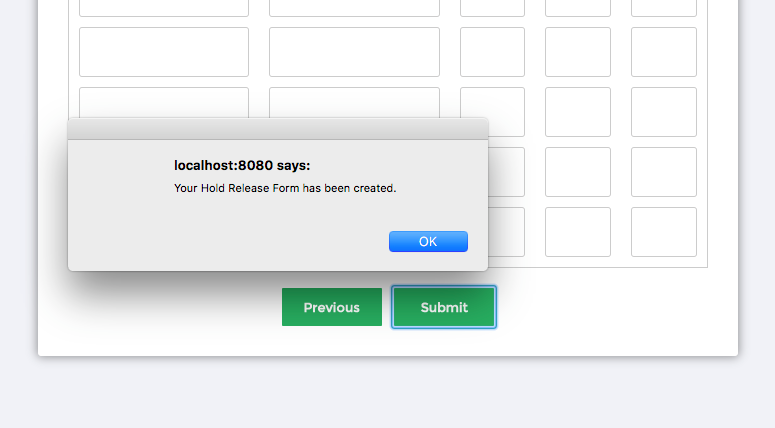 localhost:8080 says:
Your Hold Release Form has been created.
OK
Previous
Submit